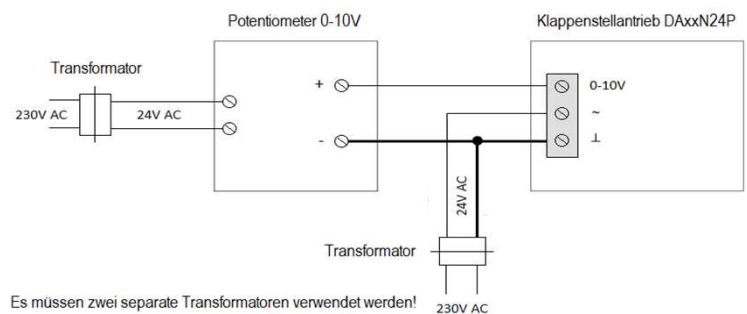 Potentiometer 0-10V
Klappenstellantrieb DAxxN24P
Transformator
230V AC
24V AC
+
-
0-10V
~
⊥
24V AC
Transformator
230V AC
Es müssen zwei separate Transformatoren verwendet werden!